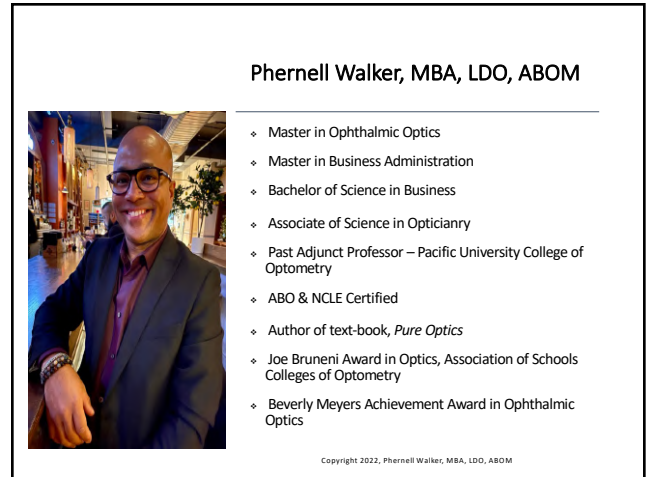 Phernell Walker, MBA, LDO, ABOM
❖ Master in Ophthalmic Optics
❖ Master in Business Administration
❖ Bachelor of Science in Business
❖ Associate of Science in Opticianry
❖ Past Adjunct Professor – Pacific University College of
Optometry
❖ ABO & NCLE Certified
❖ Author of text-book, Pure Optics
❖ Joe Bruneni Award in Optics, Association of Schools
Colleges of Optometry
❖ Beverly Meyers Achievement Award in Ophthalmic
Optics
Copyright 2022, Phernell Walker, MBA, LDO, ABOM